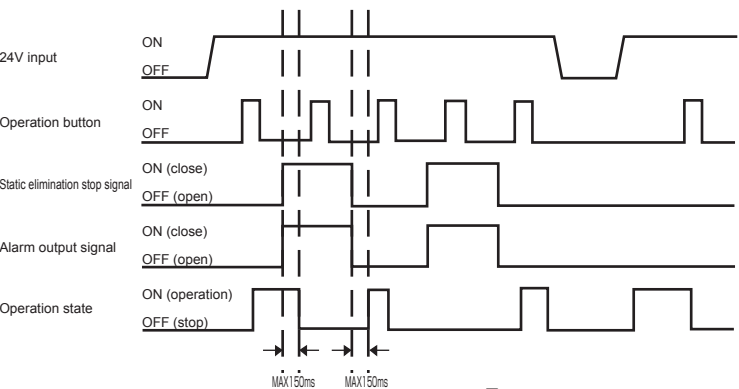 24V input
ON
OFF
Operation button
ON
OFF
Static elimination stop signal
ON (close)
OFF (open)
Alarm output signal
ON (close)
OFF (open)
Operation state
ON (operation)
OFF (stop)
MAX150ms MAX150ms